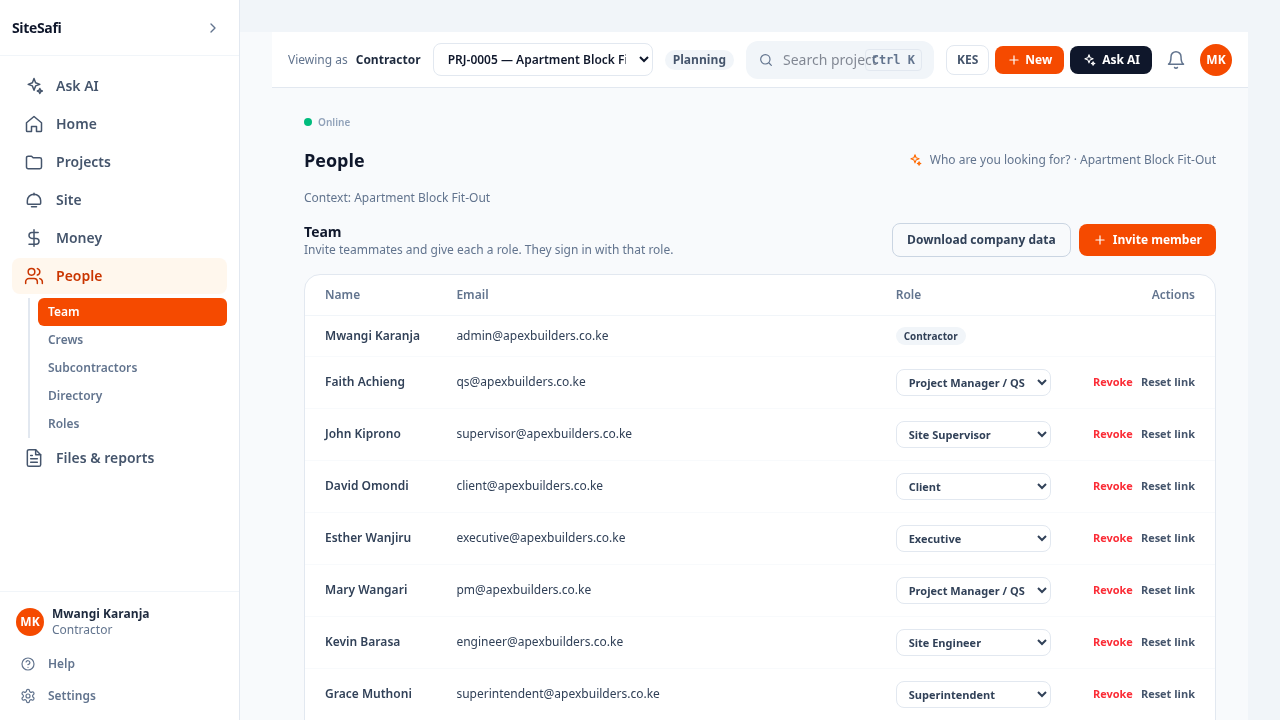 SiteSafi
Ask AI
Home
Projects
Site
Money
People
Team
Crews
Subcontractors
Directory
Roles
Files & reports
MK
Mwangi Karanja
Contractor
Help
Settings
Viewing as Contractor
PRJ-0005 — Apartment Block Fi
Planning
Search project
Ctrl K
KES
New
Ask AI
MK
Online
People
Who are you looking for? · Apartment Block Fit-Out
Context: Apartment Block Fit-Out
Team
Invite teammates and give each a role. They sign in with that role.
Download company data
Invite member
Name Email Role Actions
Mwangi Karanja admin@apexbuilders.co.ke Contractor
Faith Achieng qs@apexbuilders.co.ke Project Manager / QS Revoke Reset link
John Kiprono supervisor@apexbuilders.co.ke Site Supervisor Revoke Reset link
David Omondi client@apexbuilders.co.ke Client Revoke Reset link
Esther Wanjiru executive@apexbuilders.co.ke Executive Revoke Reset link
Mary Wangari pm@apexbuilders.co.ke Project Manager / QS Revoke Reset link
Kevin Barasa engineer@apexbuilders.co.ke Site Engineer Revoke Reset link
Grace Muthoni superintendent@apexbuilders.co.ke Superintendent Revoke Reset link